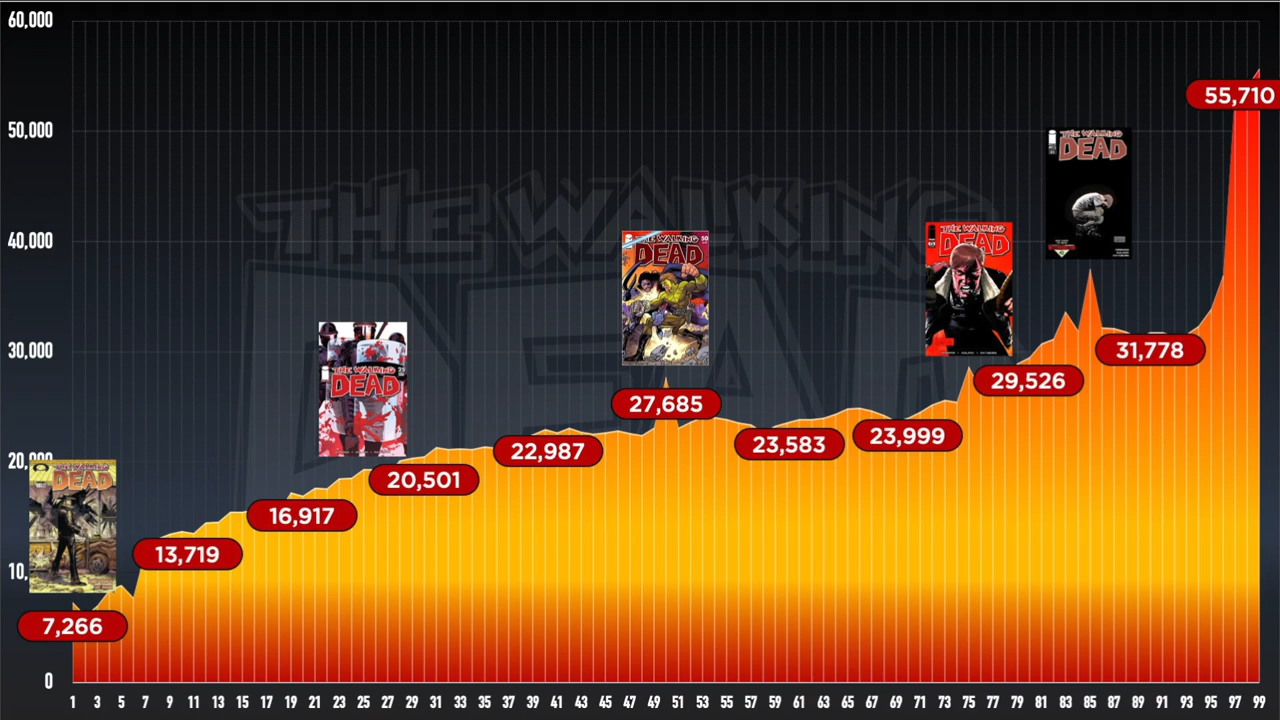 60,000
50,000
40,000
30,000
20,
10,
0
THE WALKING
DEAD
THE WALKING
DEAD
7,266
13,719
16,917
THE WALKING
DEAD
20,501
22,987
THE WALKING
DEAD
50
27,685
23,583
23,999
THE WALKING
DEAD
29,526
THE WALKING
DEAD
31,778
55,710
1 3 5 7 9 11 13 15 17 19 21 23 25 27 29 31 33 35 37 39 41 43 45 47 49 51 53 55 57 59 61 63 65 67 69 71 73 75 77 79 81 83 85 87 89 91 93 95 97 99